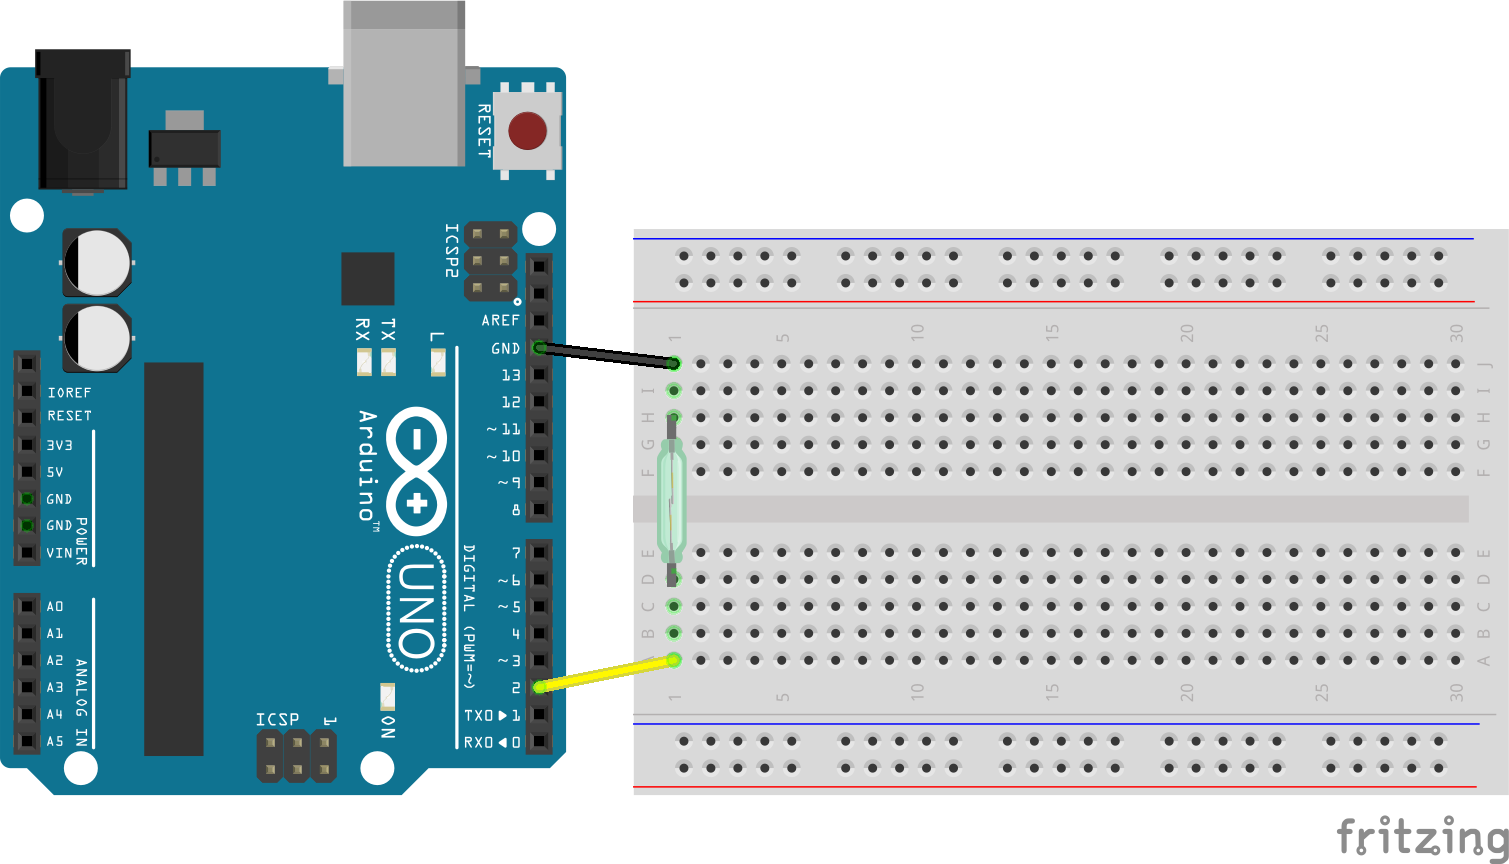 RESET
ICSP2
AREF
GND
13
12
~11
~10
~9
8
7
~6
~5
4
~3
2
TX0▶1
RX0◀0
RX
TX
L
Arduino™
UNO
DIGITAL (PWM=~)
IOREF
RESET
3V3
5V
GND
GND
VIN
POWER
A0
A1
A2
A3
A4
A5
ANALOG IN
ICSP
1
ON
1 5 10 15 20 25 30
J J
I I
H H
G G
F F
E E
D D
C C
B B
A
1 5 10 15 20 25 30
fritzing